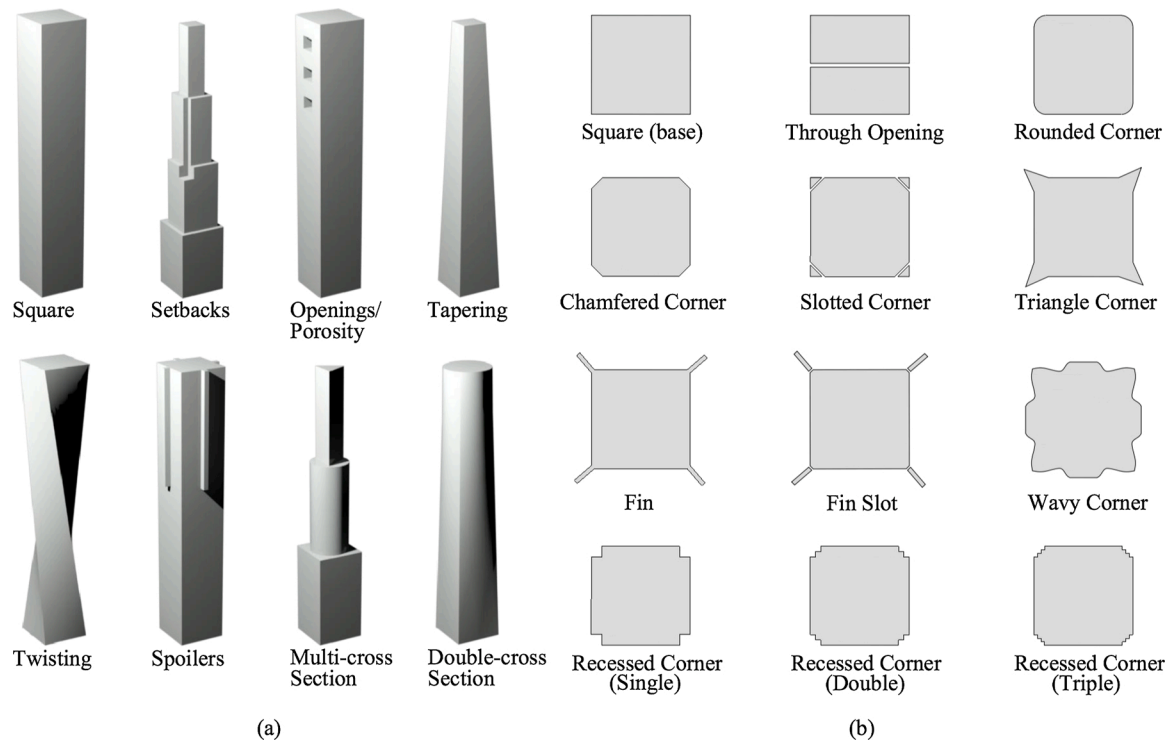 Square (base)
Through Opening
Rounded Corner
Square
Setbacks
Openings/
Porosity
Tapering
Chamfered Corner
Slotted Corner
Triangle Corner
Fin
Fin Slot
Wavy Corner
Twisting
Spoilers
Multi-cross
Section
Double-cross
Section
Recessed Corner
(Single)
Recessed Corner
(Double)
Recessed Corner
(Triple)
(a)
(b)